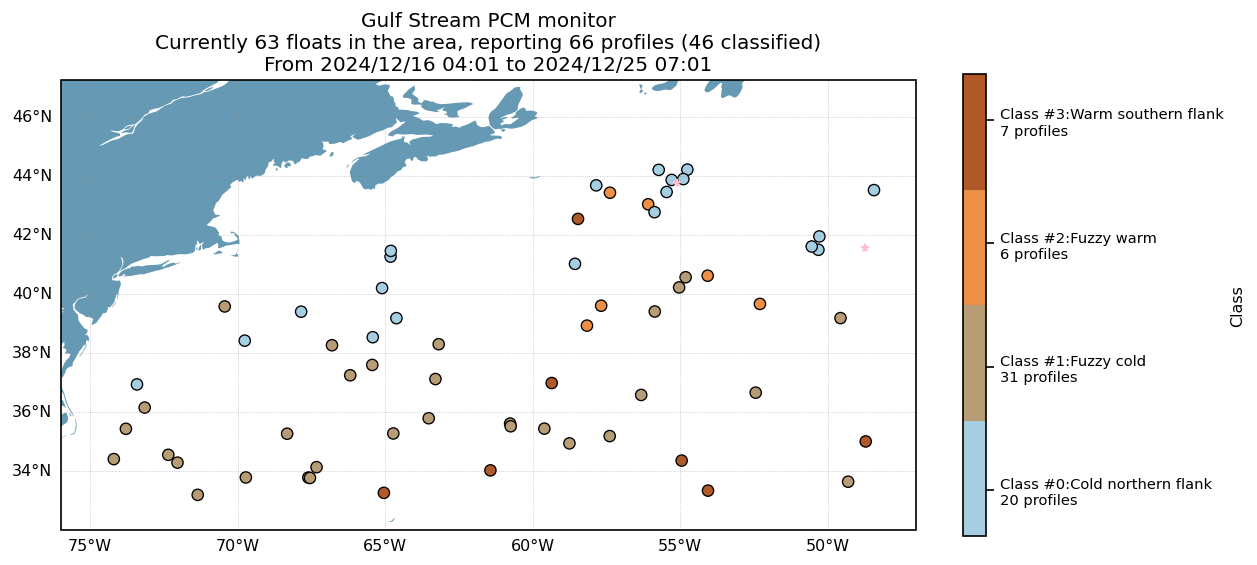 Gulf Stream PCM monitor
Currently 63 floats in the area, reporting 66 profiles (46 classified)
From 2024/12/16 04:01 to 2024/12/25 07:01
46°N
44°N
42°N
40°N
38°N
36°N
34°N
75°W
70°W
65°W
60°W
55°W
50°W
Class #3:Warm southern flank
7 profiles
Class #2:Fuzzy warm
6 profiles
Class #1:Fuzzy cold
31 profiles
Class #0:Cold northern flank
20 profiles
Class